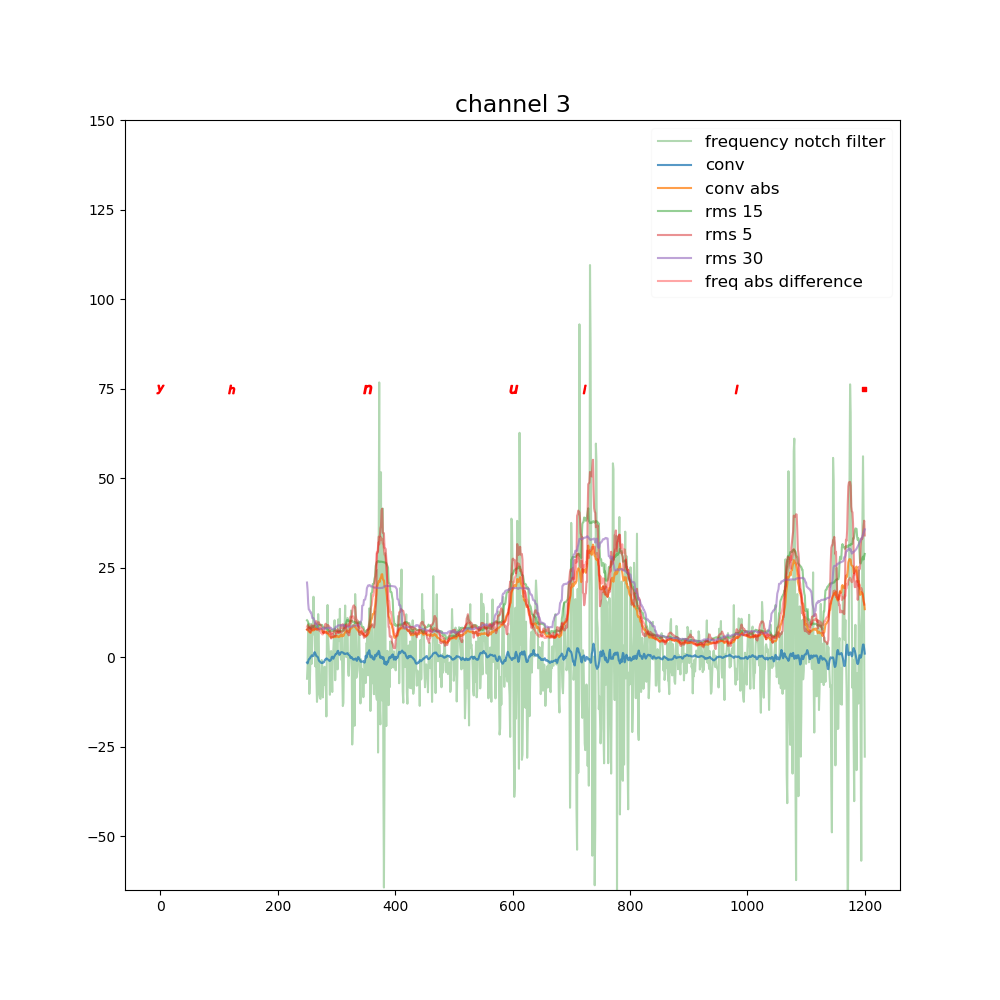 channel 3
150
frequency notch filter
conv
125
conv abs
rms 15
rms 5
rms 30
100
freq abs difference
75
y h n u l l .
50
25
0
−25
−50
0 200 400 600 800 1000 1200